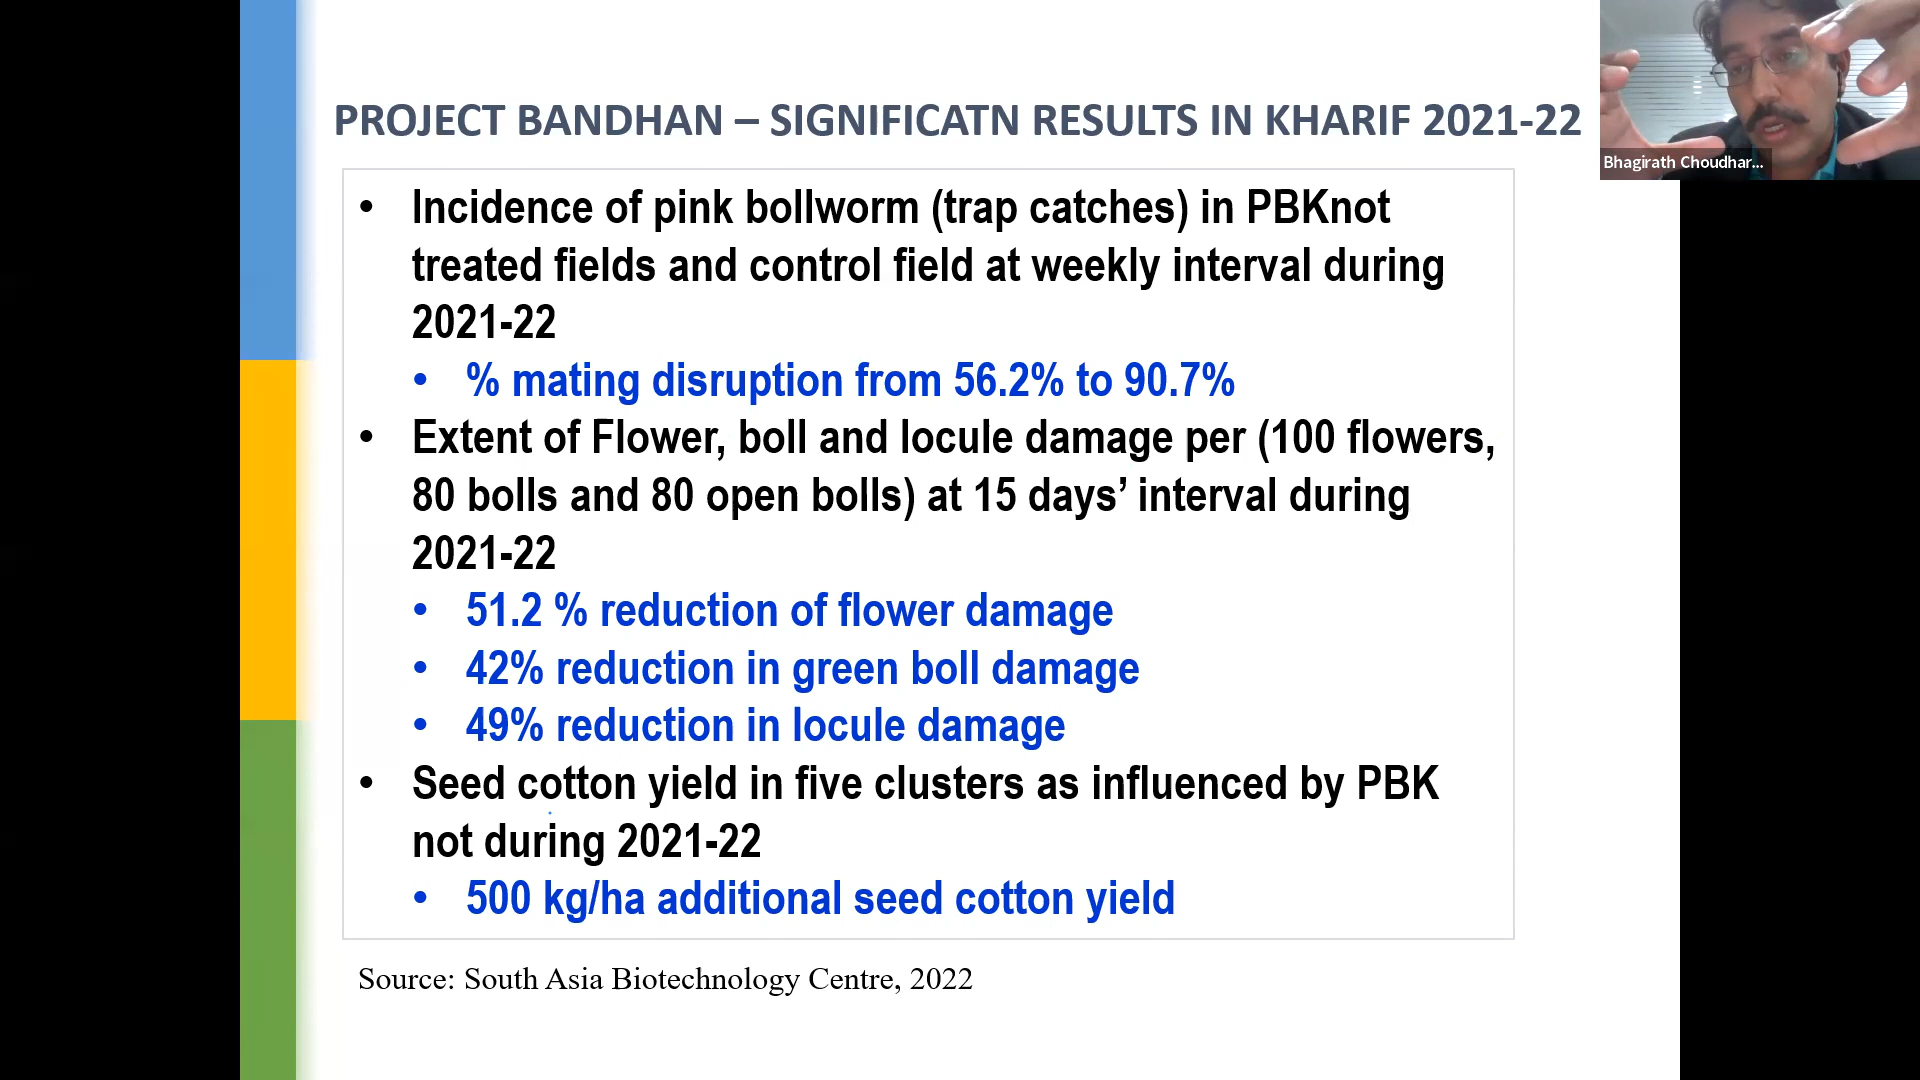 PROJECT BANDHAN – SIGNIFICATN RESULTS IN KHARIF 2021-22
Bhagirath Choudhar...
• Incidence of pink bollworm (trap catches) in PBKnot
treated fields and control field at weekly interval during
2021-22
• % mating disruption from 56.2% to 90.7%
• Extent of Flower, boll and locule damage per (100 flowers,
80 bolls and 80 open bolls) at 15 days’ interval during
2021-22
• 51.2 % reduction of flower damage
• 42% reduction in green boll damage
• 49% reduction in locule damage
• Seed cotton yield in five clusters as influenced by PBK
not during 2021-22
• 500 kg/ha additional seed cotton yield
Source: South Asia Biotechnology Centre, 2022